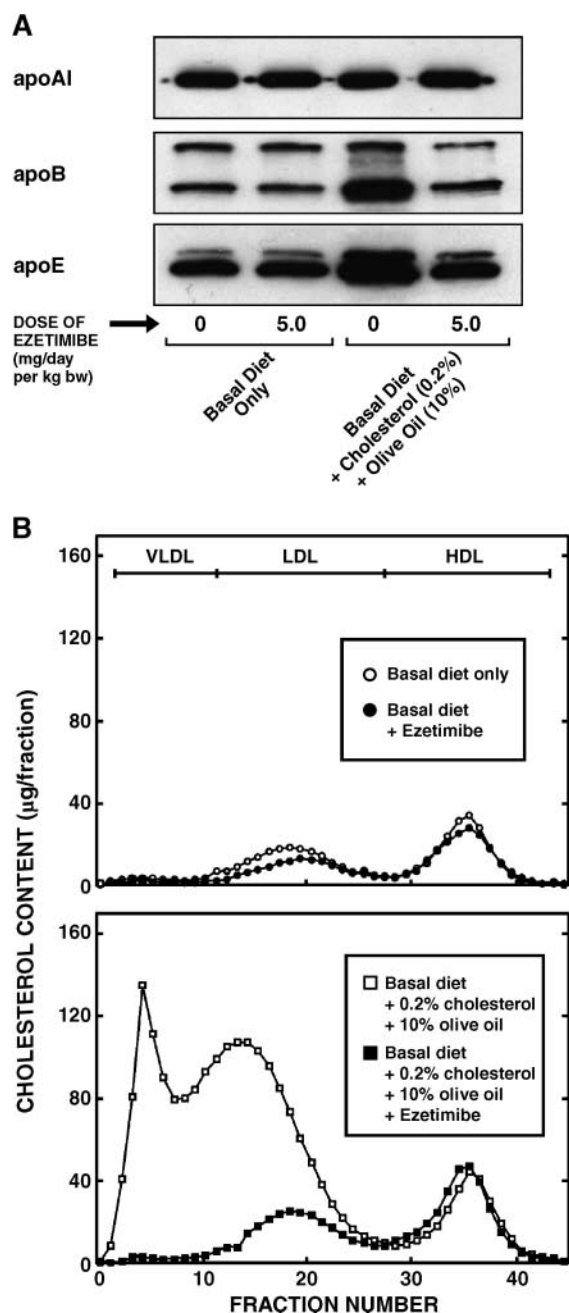 A
apoAI
apoB
apoE
DOSE OF
EZETIMIBE
(mg/day
per kg bw)
0 5.0 0 5.0
Basal Diet
Only
Basal Diet
+ Cholesterol (0.2%)
+ Olive Oil (10%)
B
CHOLESTEROL CONTENT (µg/fraction)
160
VLDL LDL HDL
120
Basal diet only
Basal diet
+ Ezetimibe
80
40
0
160
Basal diet
+ 0.2% cholesterol
+ 10% olive oil
120
Basal diet
+ 0.2% cholesterol
+ 10% olive oil
+ Ezetimibe
80
40
0
0 10 20 30 40
FRACTION NUMBER